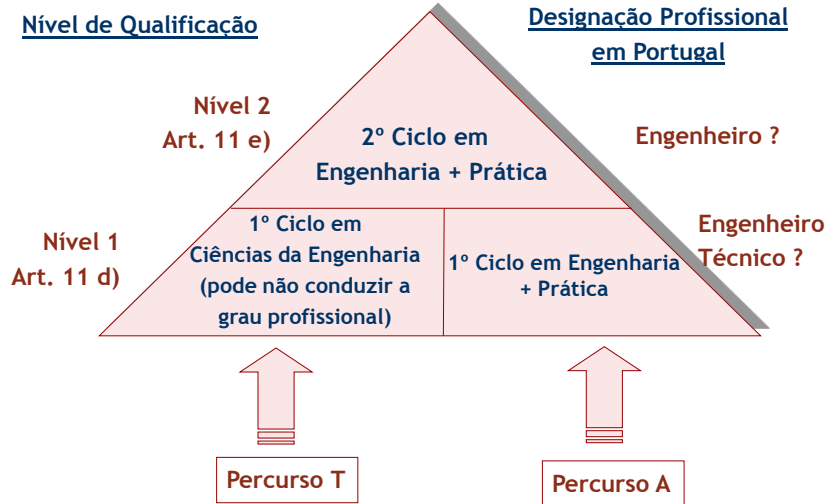 Nível de Qualificação
Designação Profissional
em Portugal
Nível 2
Art. 11 e)
2º Ciclo em
Engenharia + Prática
Engenheiro ?
Nível 1
Art. 11 d)
1º Ciclo em
Ciências da Engenharia
(pode não conduzir a
grau profissional)
1º Ciclo em Engenharia
+ Prática
Engenheiro
Técnico ?
Percurso T
Percurso A